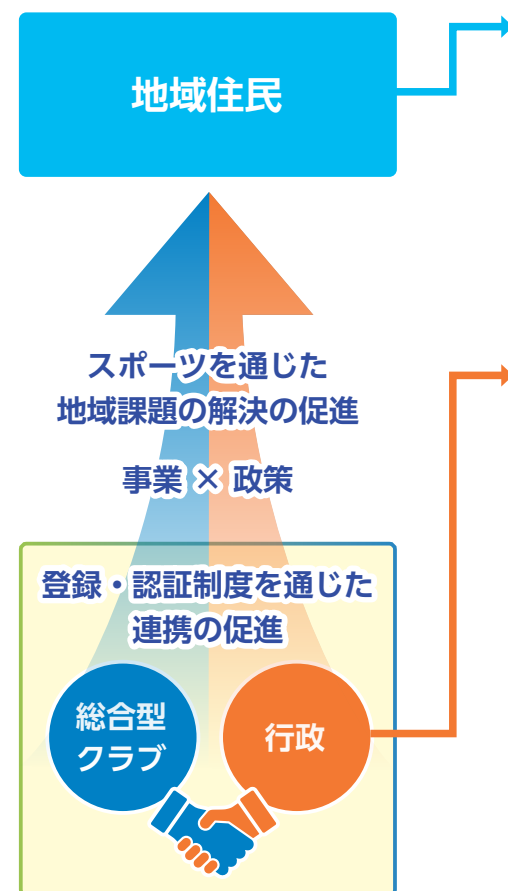 地域住民
スポーツを通じた
地域課題の解決の促進
事業 × 政策
登録・認証制度を通じた
連携の促進
総合型
クラブ
行政